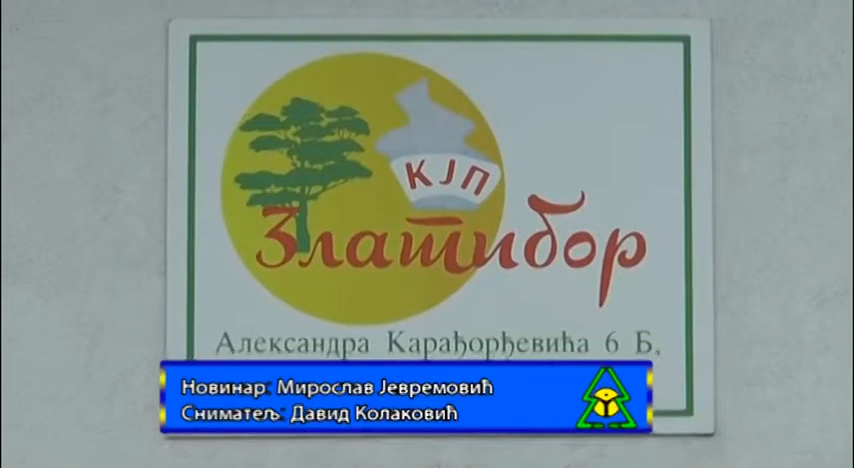 КЈП
Златибор
Александра Карађорђевића 6 Б,
Новинар: Мирослав Јевремовић
Сниматељ: Давид Колаковић